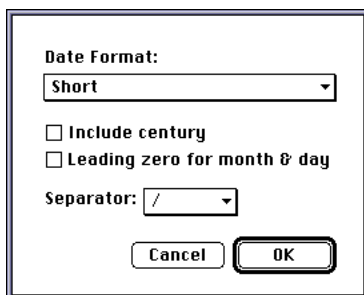 Date Format:
Short
Include century
Leading zero for month & day
Separator: /
Cancel OK